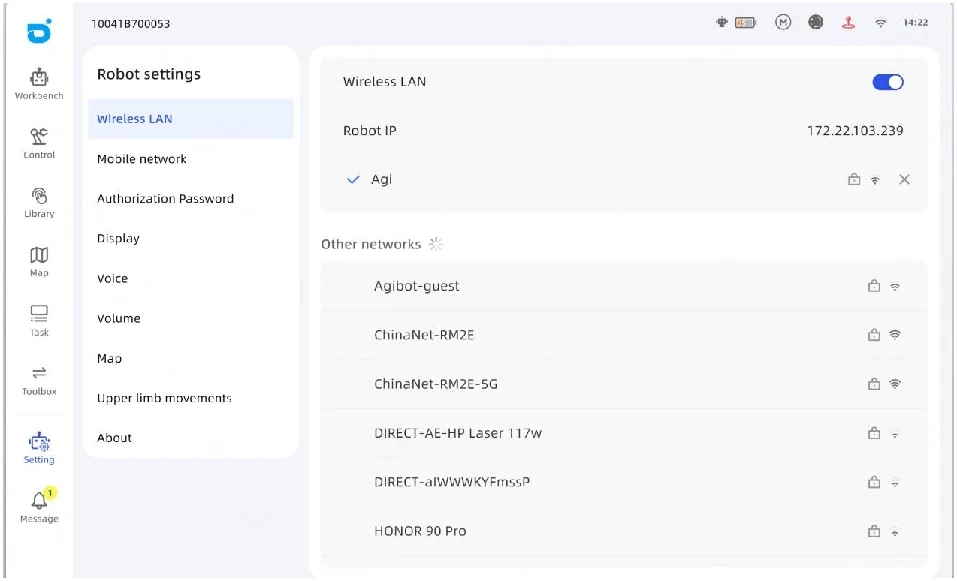 10041B700053
M
14:22
Workbench
Control
Library
Map
Task
Toolbox
Setting
1
Message
Robot settings
Wireless LAN
Mobile network
Authorization Password
Display
Voice
Volume
Map
Upper limb movements
About
Wireless LAN
Robot IP 172.22.103.239
Agi
Other networks
Agibot-guest
ChinaNet-RM2E
ChinaNet-RM2E-5G
DIRECT-AE-HP Laser 117w
DIRECT-aIWWWKYFmssP
HONOR 90 Pro